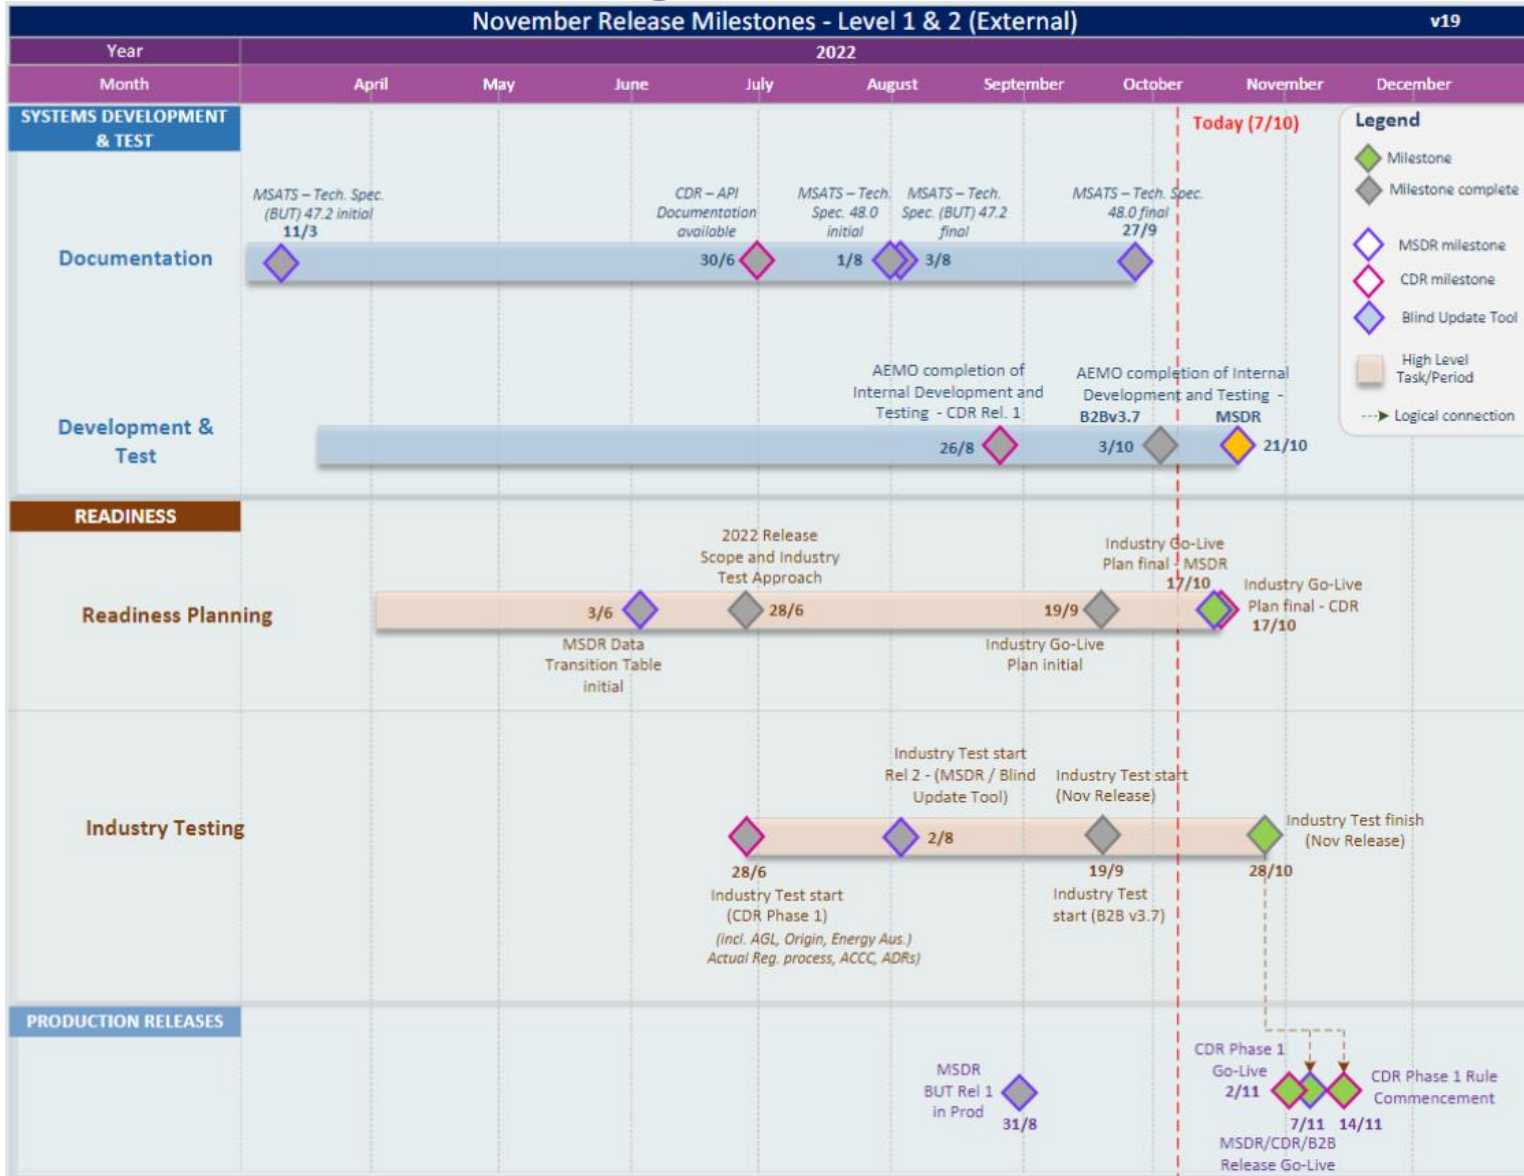 November Release Milestones - Level 1 & 2 (External)
v19
Year
2022
Month
April
May
June
July
August
September
October
November
December
SYSTEMS DEVELOPMENT
& TEST
Today (7/10)
Legend
Milestone
Milestone complete
MSDR milestone
CDR milestone
Blind Update Tool
High Level
Task/Period
Logical connection
Documentation
MSATS – Tech. Spec.
(BUT) 47.2 initial
11/3
CDR – API
Documentation
available
30/6
MSATS – Tech.
Spec. 48.0
initial
1/8
MSATS – Tech.
Spec. (BUT) 47.2
final
3/8
MSATS – Tech. Spec.
48.0 final
27/9
Development &
Test
AEMO completion of
Internal Development and
Testing - CDR Rel. 1
26/8
AEMO completion of Internal
Development and Testing -
B2Bv3.7
MSDR
3/10
21/10
READINESS
Readiness Planning
3/6
MSDR Data
Transition Table
initial
2022 Release
Scope and Industry
Test Approach
28/6
19/9
Industry Go-Live
Plan initial
Industry Go-Live
Plan final - MSDR
17/10
Industry Go-Live
Plan final - CDR
17/10
Industry Testing
28/6
Industry Test start
(CDR Phase 1)
(incl. AGL, Origin, Energy Aus.)
Actual Reg. process, ACCC, ADRs)
Industry Test start
Rel 2 - (MSDR / Blind
Update Tool)
2/8
Industry Test start
(Nov Release)
19/9
Industry Test
start (B2B v3.7)
Industry Test finish
(Nov Release)
28/10
PRODUCTION RELEASES
MSDR
BUT Rel 1
in Prod
31/8
CDR Phase 1
Go-Live
2/11
7/11
MSDR/CDR/B2B
Release Go-Live
14/11
CDR Phase 1 Rule
Commencement